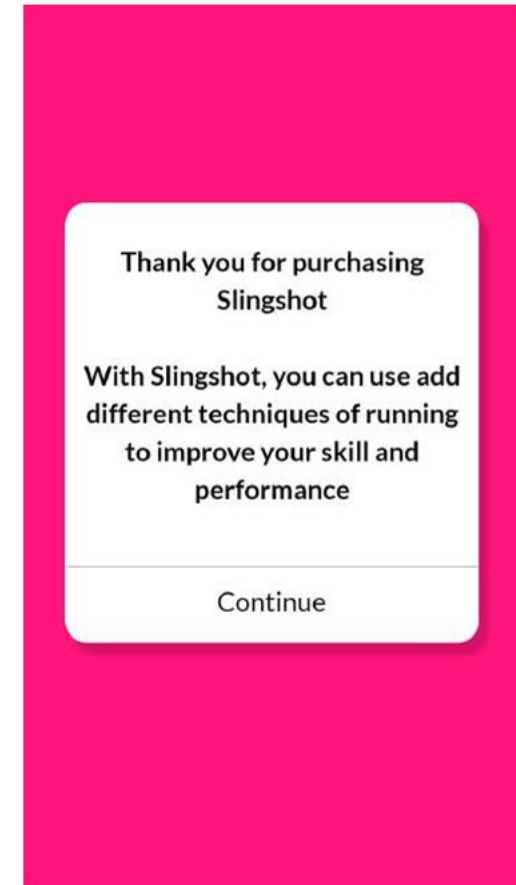 Thank you for purchasing
Slingshot
With Slingshot, you can use add
different techniques of running
to improve your skill and
performance
Continue